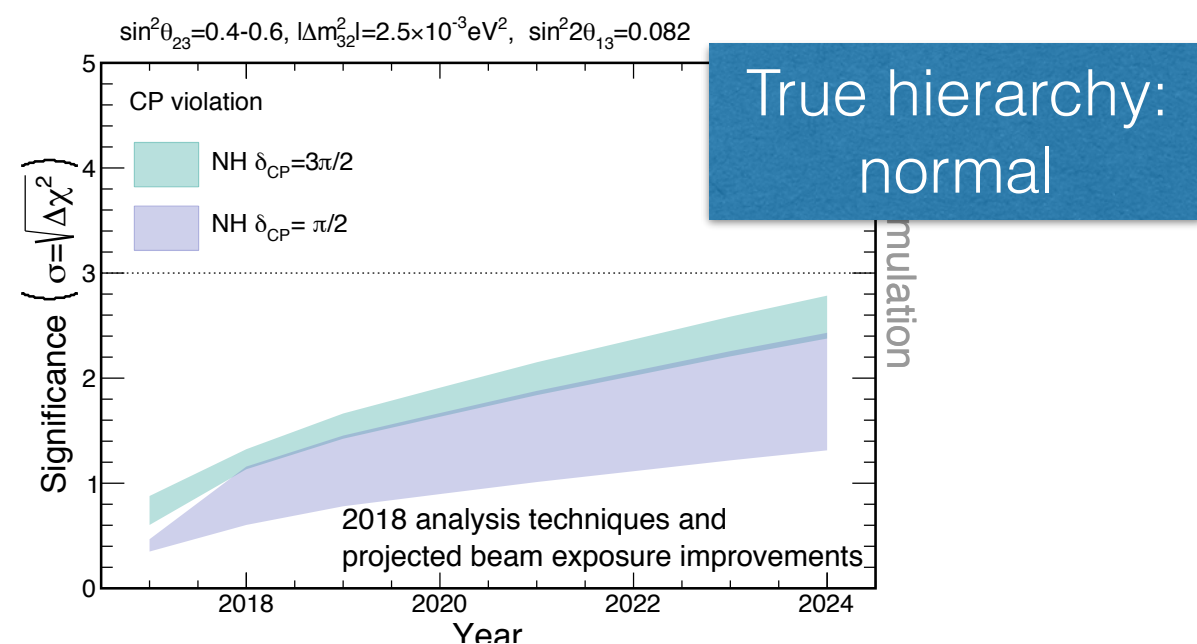 sin²θ₂₃=0.4-0.6, |Δm²₃₂|=2.5×10⁻³eV², sin²2θ₁₃=0.082
True hierarchy:
normal
CP violation
NH δCP=3π/2
NH δCP= π/2
Significance ( σ=√Δχ² )
5
4
3
2
1
0
mulation
2018 analysis techniques and
projected beam exposure improvements
2018 2020 2022 2024
Year